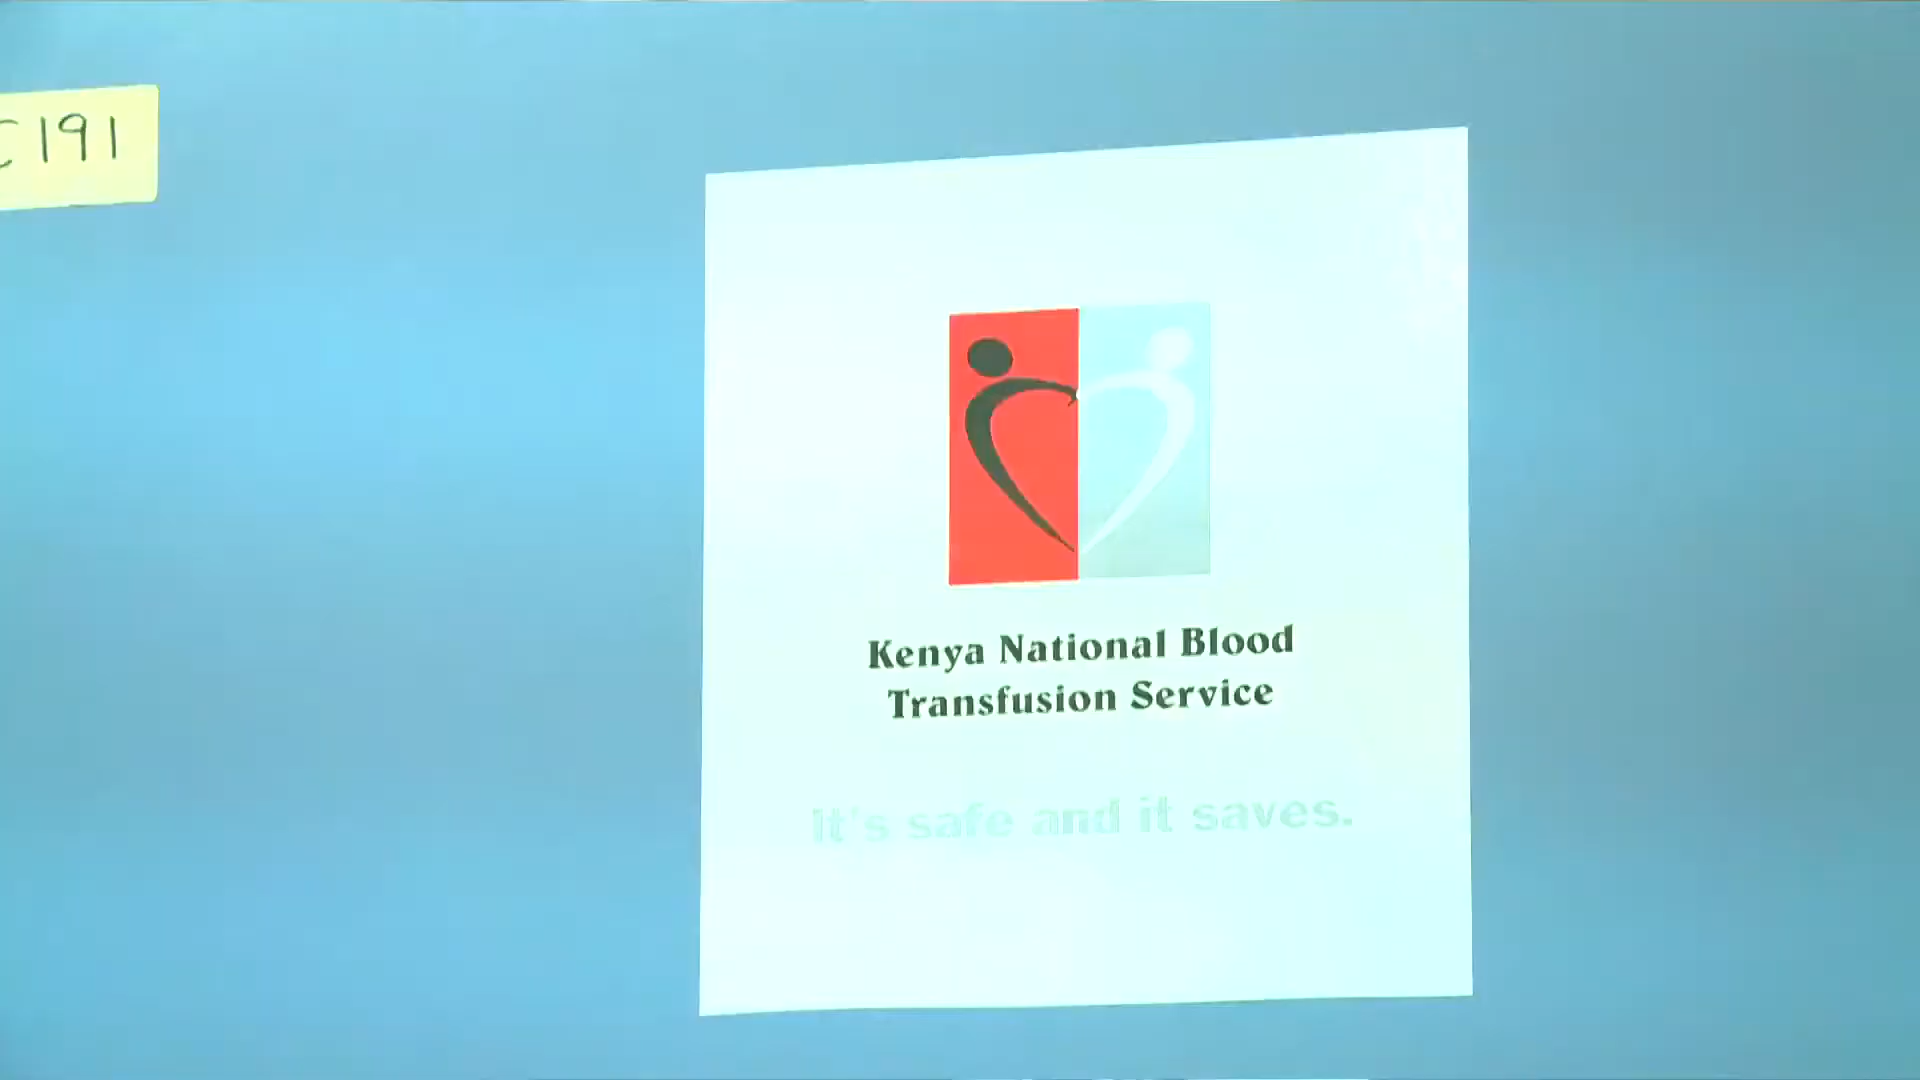 C191
Kenya National Blood
Transfusion Service
It's safe and it saves.